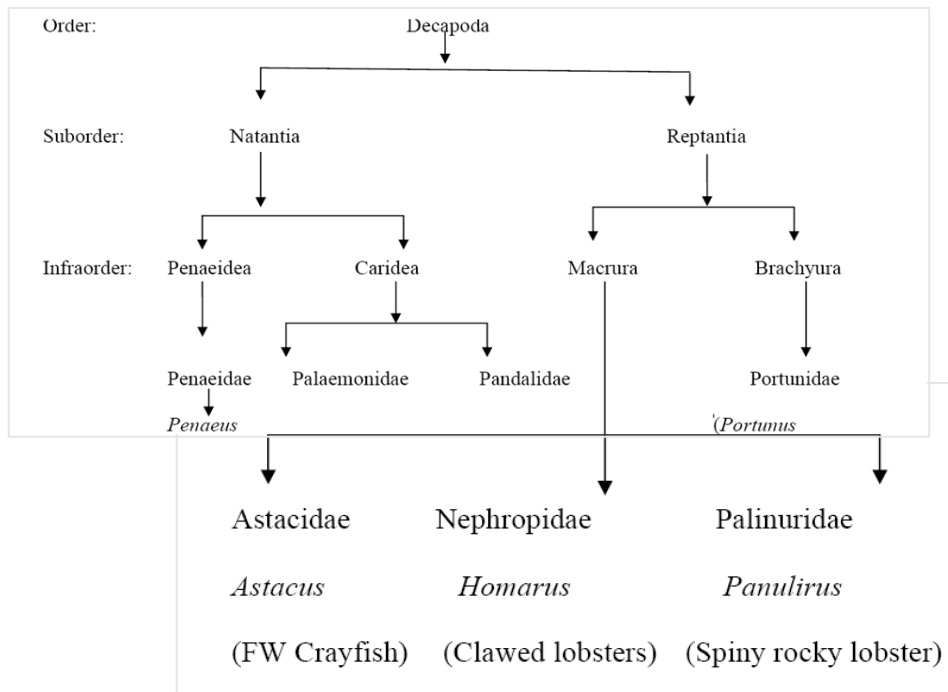 Order: Decapoda
Suborder: Natantia Reptantia
Infraorder: Penaeidea Caridea Macrura Brachyura
Penaeidae Palaemonidae Pandalidae Portunidae
Penaeus (Portunus
Astacidae Nephropidae Palinuridae
Astacus Homarus Panulirus
(FW Crayfish) (Clawed lobsters) (Spiny rocky lobster)